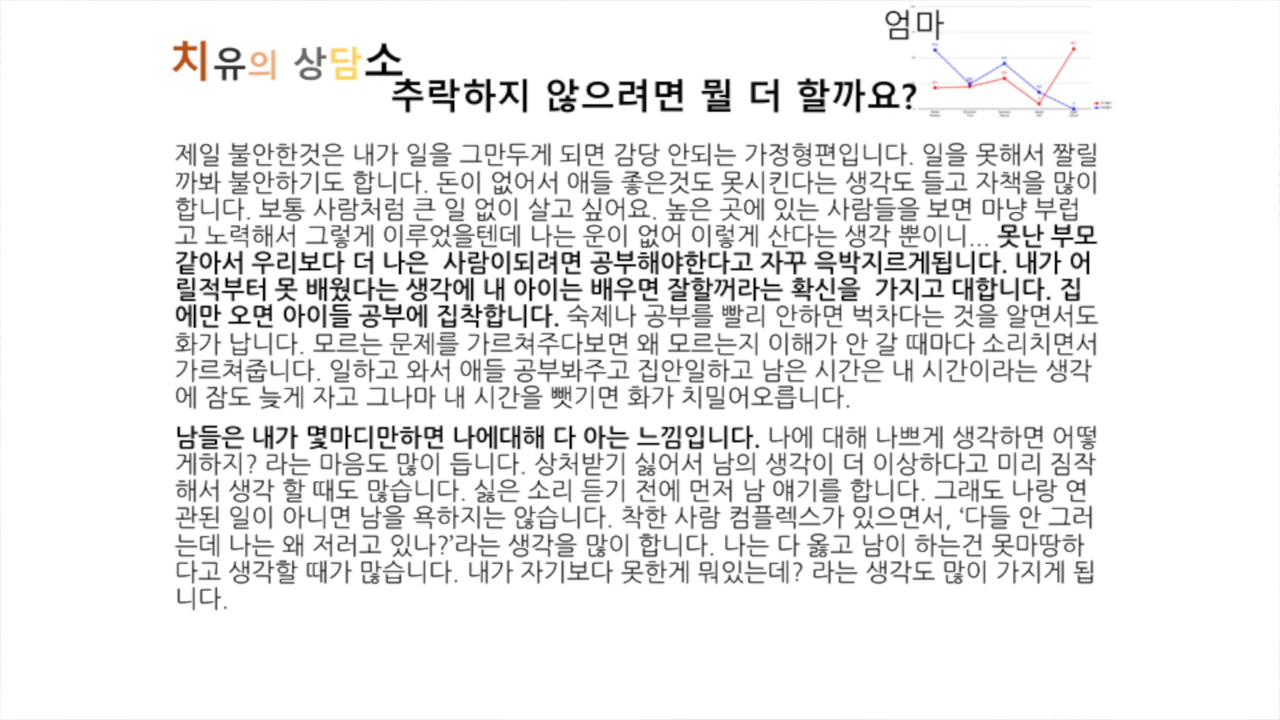 엄마
치유의 상담소
추락하지 않으려면 뭘 더 할까요?
제일 불안한것은 내가 일을 그만두게 되면 감당 안되는 가정형편입니다. 일을 못해서 짤릴
까봐 불안하기도 합니다. 돈이 없어서 애들 좋은것도 못시킨다는 생각도 들고 자책을 많이
합니다. 보통 사람처럼 큰 일 없이 살고 싶어요. 높은 곳에 있는 사람들을 보면 마냥 부럽
고 노력해서 그렇게 이루었을텐데 나는 운이 없어 이렇게 산다는 생각 뿐이니... 못난 부모
같아서 우리보다 더 나은 사람이되려면 공부해야한다고 자꾸 윽박지르게됩니다. 내가 어
릴적부터 못 배웠다는 생각에 내 아이는 배우면 잘할꺼라는 확신을 가지고 대합니다. 집
에만 오면 아이들 공부에 집착합니다. 숙제나 공부를 빨리 안하면 벅차다는 것을 알면서도
화가 납니다. 모르는 문제를 가르쳐주다보면 왜 모르는지 이해가 안 갈 때마다 소리치면서
가르쳐줍니다. 일하고 와서 애들 공부봐주고 집안일하고 남은 시간은 내 시간이라는 생각
에 잠도 늦게 자고 그나마 내 시간을 뺏기면 화가 치밀어오릅니다.
남들은 내가 몇마디만하면 나에대해 다 아는 느낌입니다. 나에 대해 나쁘게 생각하면 어떻
게하지? 라는 마음도 많이 듭니다. 상처받기 싫어서 남의 생각이 더 이상하다고 미리 짐작
해서 생각 할 때도 많습니다. 싫은 소리 듣기 전에 먼저 남 얘기를 합니다. 그래도 나랑 연
관된 일이 아니면 남을 욕하지는 않습니다. 착한 사람 컴플렉스가 있으면서, ‘다들 안 그러
는데 나는 왜 저러고 있나?’라는 생각을 많이 합니다. 나는 다 옳고 남이 하는건 못마땅하
다고 생각할 때가 많습니다. 내가 자기보다 못한게 뭐있는데? 라는 생각도 많이 가지게 됩
니다.